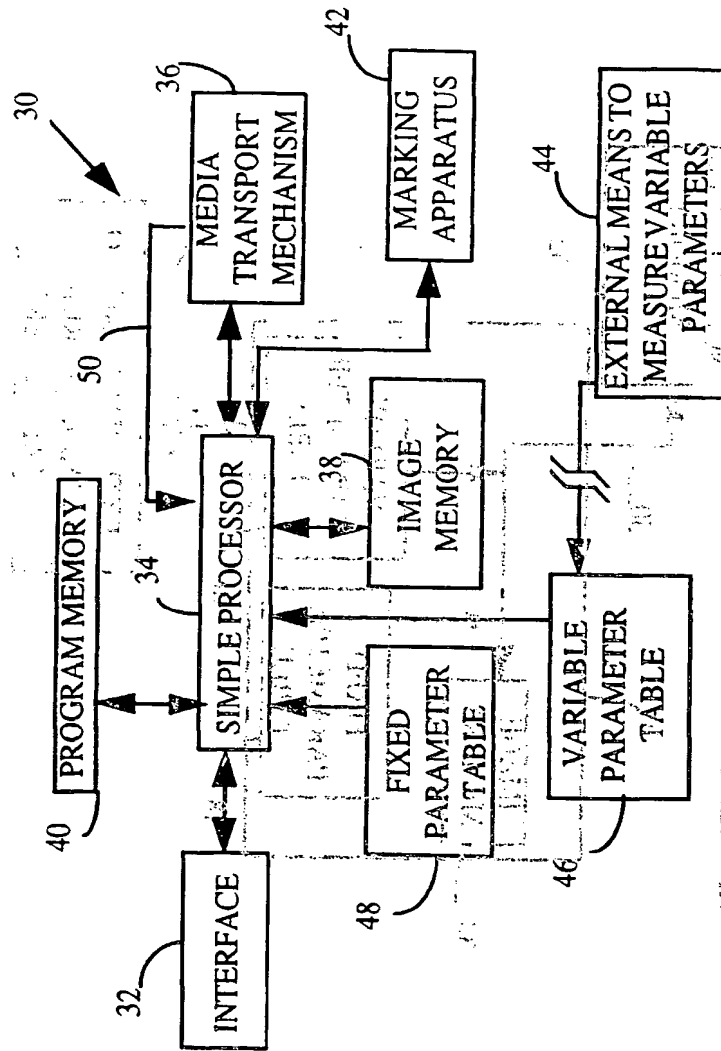 30
40
PROGRAM MEMORY
50
36
MEDIA
TRANSPORT
MECHANISM
32
INTERFACE
34
SIMPLE PROCESSOR
42
MARKING
APPARATUS
48
FIXED
PARAMETER
TABLE
38
IMAGE
MEMORY
46
VARIABLE
PARAMETER
TABLE
44
EXTERNAL MEANS TO
MEASURE VARIABLE
PARAMETERS